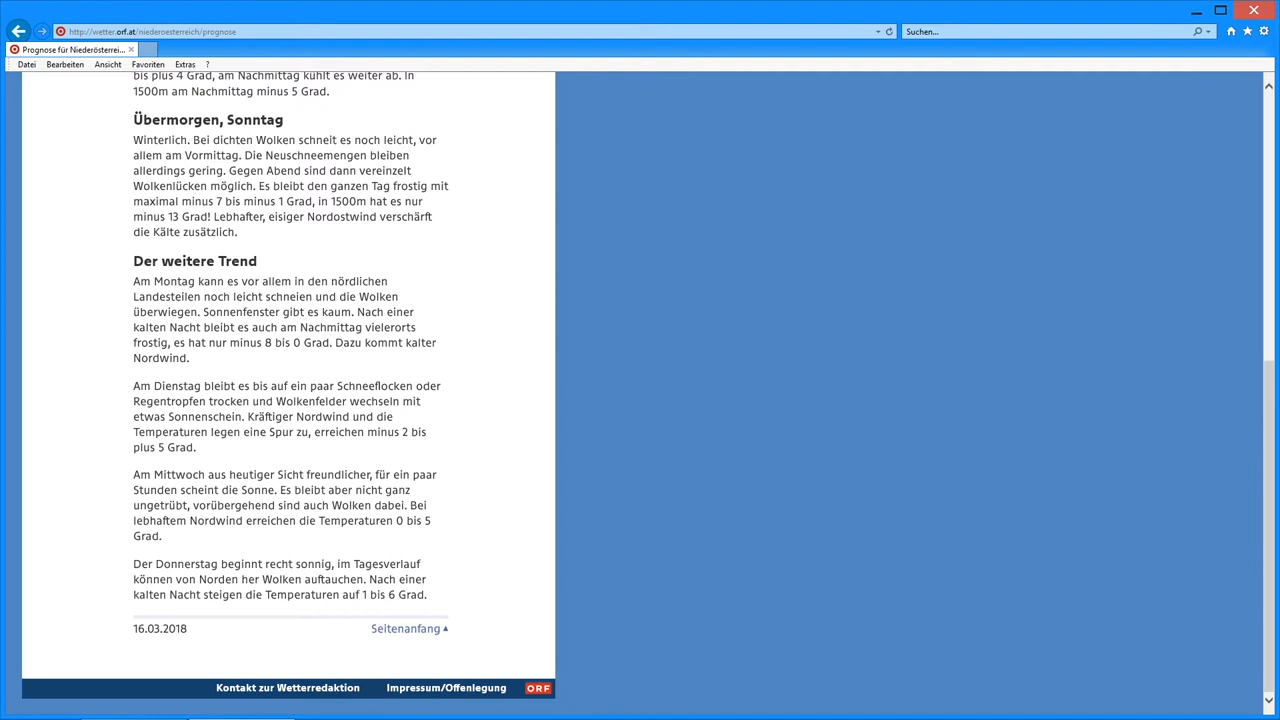 http://wetter.orf.at/niederoesterreich/prognose
Suchen...
Prognose für Niederösterrei...
Datei Bearbeiten Ansicht Favoriten Extras ?
bis plus 4 Grad, am Nachmittag kühlt es weiter ab. In
1500m am Nachmittag minus 5 Grad.
Übermorgen, Sonntag
Winterlich. Bei dichten Wolken schneit es noch leicht, vor
allem am Vormittag. Die Neuschneemengen bleiben
allerdings gering. Gegen Abend sind dann vereinzelt
Wolkenlücken möglich. Es bleibt den ganzen Tag frostig mit
maximal minus 7 bis minus 1 Grad, in 1500m hat es nur
minus 13 Grad! Lebhafter, eisiger Nordostwind verschärft
die Kälte zusätzlich.
Der weitere Trend
Am Montag kann es vor allem in den nördlichen
Landesteilen noch leicht schneien und die Wolken
überwiegen. Sonnenfenster gibt es kaum. Nach einer
kalten Nacht bleibt es auch am Nachmittag vielerorts
frostig, es hat nur minus 8 bis 0 Grad. Dazu kommt kalter
Nordwind.
Am Dienstag bleibt es bis auf ein paar Schneeflocken oder
Regentropfen trocken und Wolkenfelder wechseln mit
etwas Sonnenschein. Kräftiger Nordwind und die
Temperaturen legen eine Spur zu, erreichen minus 2 bis
plus 5 Grad.
Am Mittwoch aus heutiger Sicht freundlicher, für ein paar
Stunden scheint die Sonne. Es bleibt aber nicht ganz
ungetrübt, vorübergehend sind auch Wolken dabei. Bei
lebhaftem Nordwind erreichen die Temperaturen 0 bis 5
Grad.
Der Donnerstag beginnt recht sonnig, im Tagesverlauf
können von Norden her Wolken auftauchen. Nach einer
kalten Nacht steigen die Temperaturen auf 1 bis 6 Grad.
16.03.2018 Seitenanfang
Kontakt zur Wetterredaktion Impressum/Offenlegung ORF